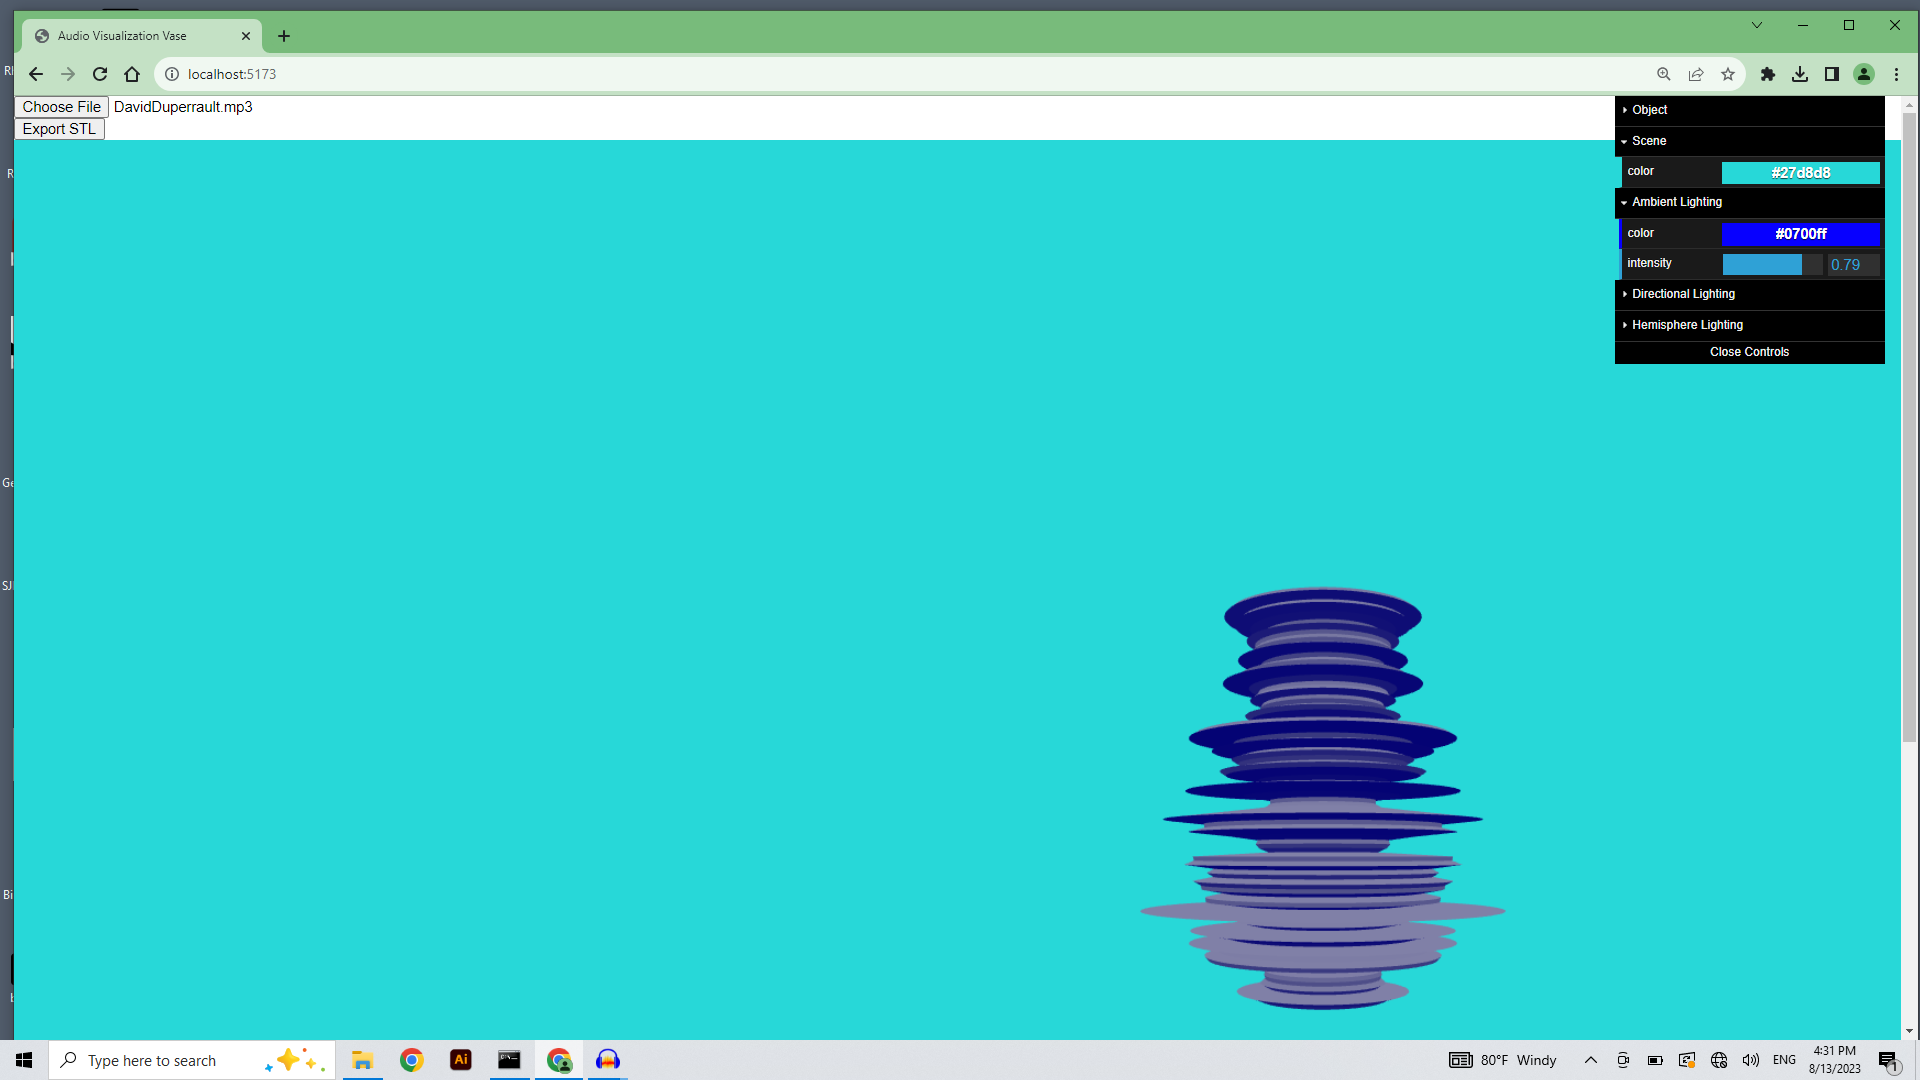 Audio Visualization Vase
localhost:5173
Choose File DavidDuperrault.mp3
Export STL
Object
Scene
color #27d8d8
Ambient Lighting
color #0700ff
intensity 0.79
Directional Lighting
Hemisphere Lighting
Close Controls
Ai
Type here to search
80°F Windy
ENG
4:31 PM
8/13/2023
1